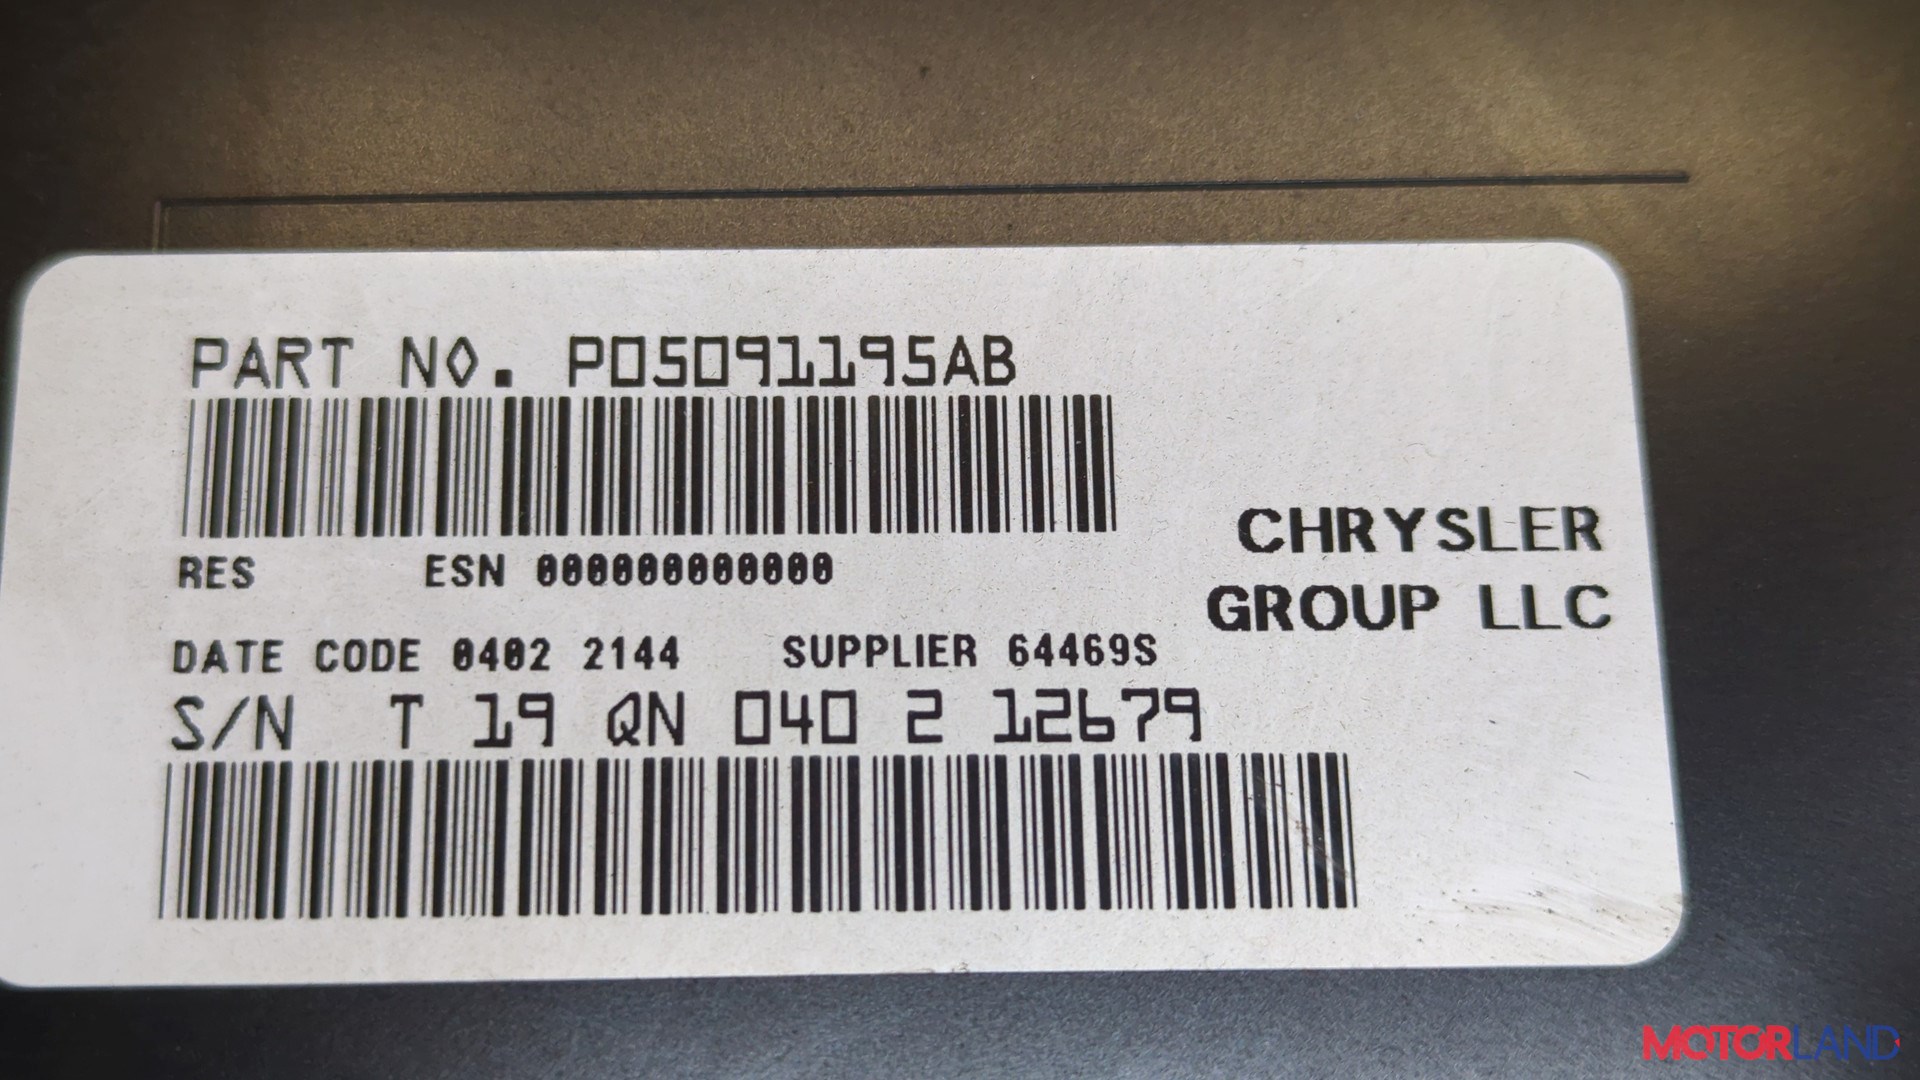 PART NO. P05091195AB
RES ESN 000000000000
CHRYSLER
GROUP LLC
DATE CODE 0402 2144 SUPPLIER 64469S
S/N T 19 QN 040 2 12679
MOTORLAND